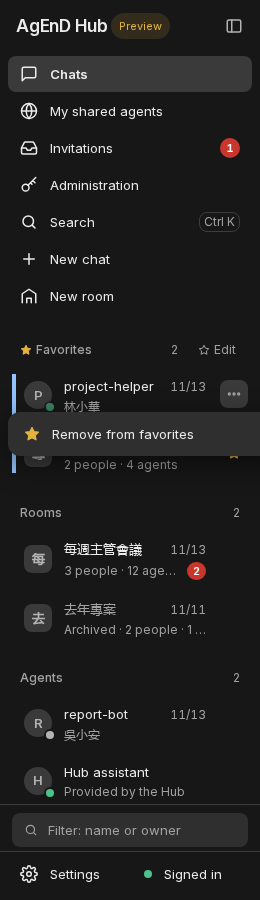 AgEnD Hub Preview
Chats
My shared agents
Invitations 1
Administration
Search Ctrl K
New chat
New room
Favorites 2 Edit
P project-helper 11/13
林小華
Remove from favorites
2 people · 4 agents
Rooms 2
每 每週主管會議 11/13
3 people · 12 age… 2
去 去年專案 11/11
Archived · 2 people · 1 …
Agents 2
R report-bot 11/13
吳小安
H Hub assistant
Provided by the Hub
Filter: name or owner
Settings Signed in